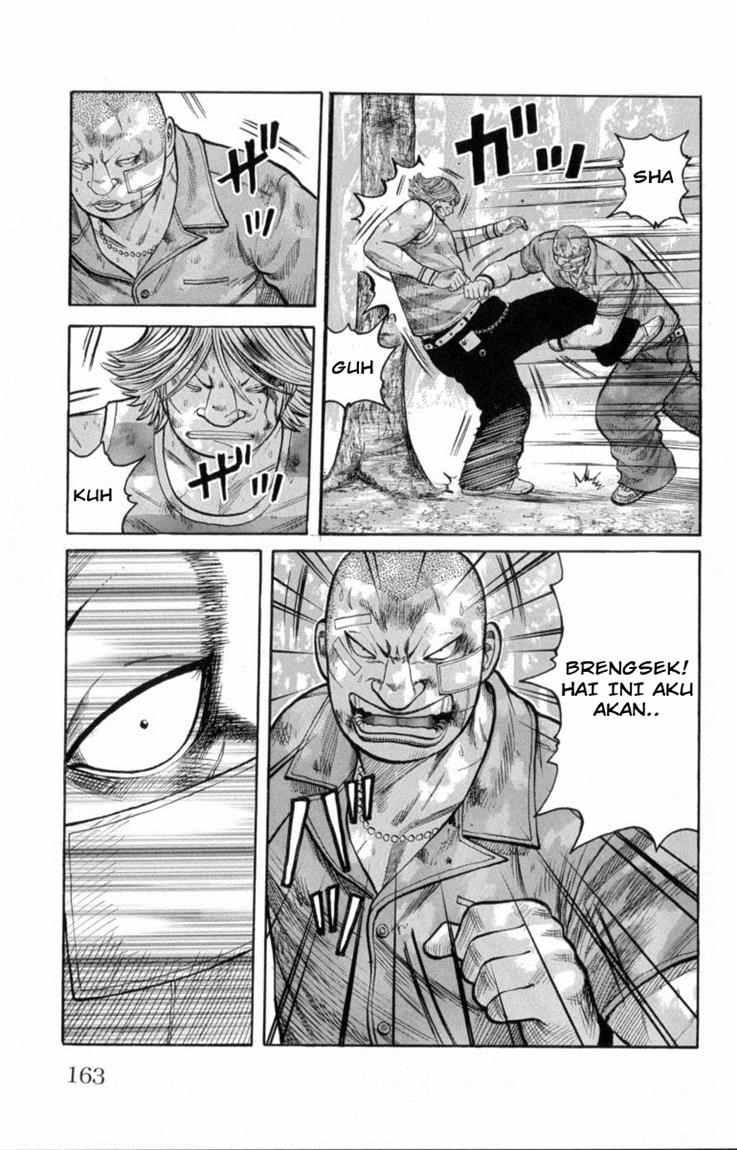 SHA
ガッ
GUH
ザッ
KUH
ザッ
BRENGSEK!
HAI INI AKU
AKAN..
163